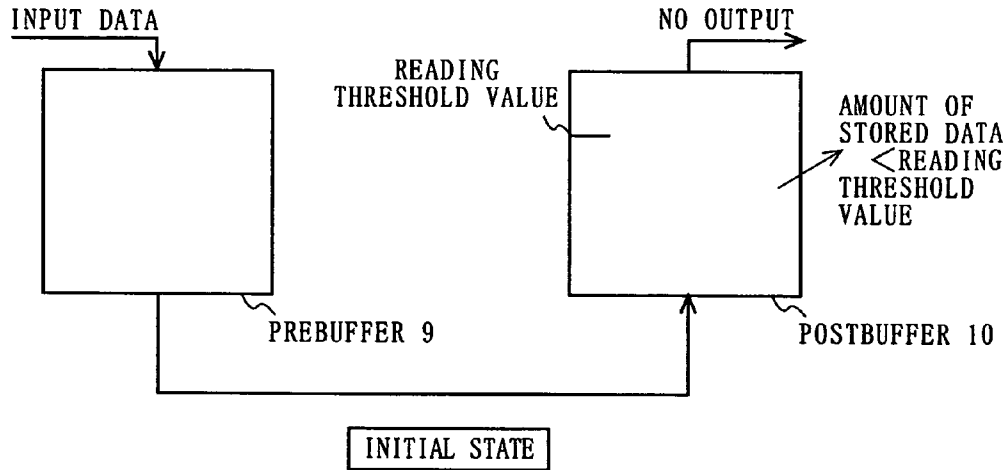 INPUT DATA
NO OUTPUT
READING
THRESHOLD VALUE
AMOUNT OF
STORED DATA
<READING
THRESHOLD
VALUE
PREBUFFER 9
POSTBUFFER 10
INITIAL STATE